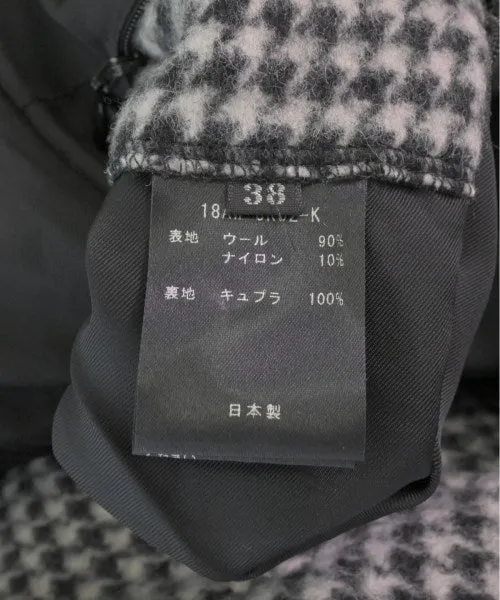 38
表地 ウール 90%
ナイロン 10%
裏地 キュプラ 100%
日本製